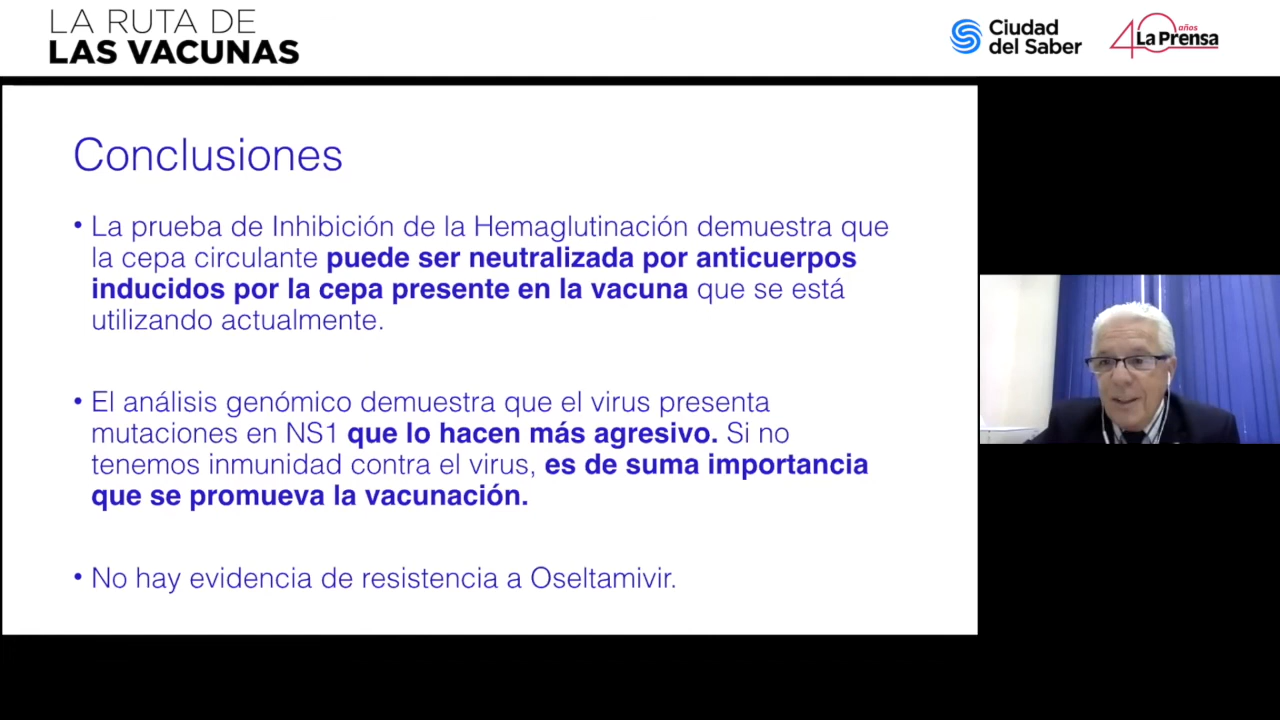 LA RUTA DE
LAS VACUNAS
Ciudad
del Saber
40 años
La Prensa
Conclusiones
• La prueba de Inhibición de la Hemaglutinación demuestra que
la cepa circulante puede ser neutralizada por anticuerpos
inducidos por la cepa presente en la vacuna que se está
utilizando actualmente.
• El análisis genómico demuestra que el virus presenta
mutaciones en NS1 que lo hacen más agresivo. Si no
tenemos inmunidad contra el virus, es de suma importancia
que se promueva la vacunación.
• No hay evidencia de resistencia a Oseltamivir.